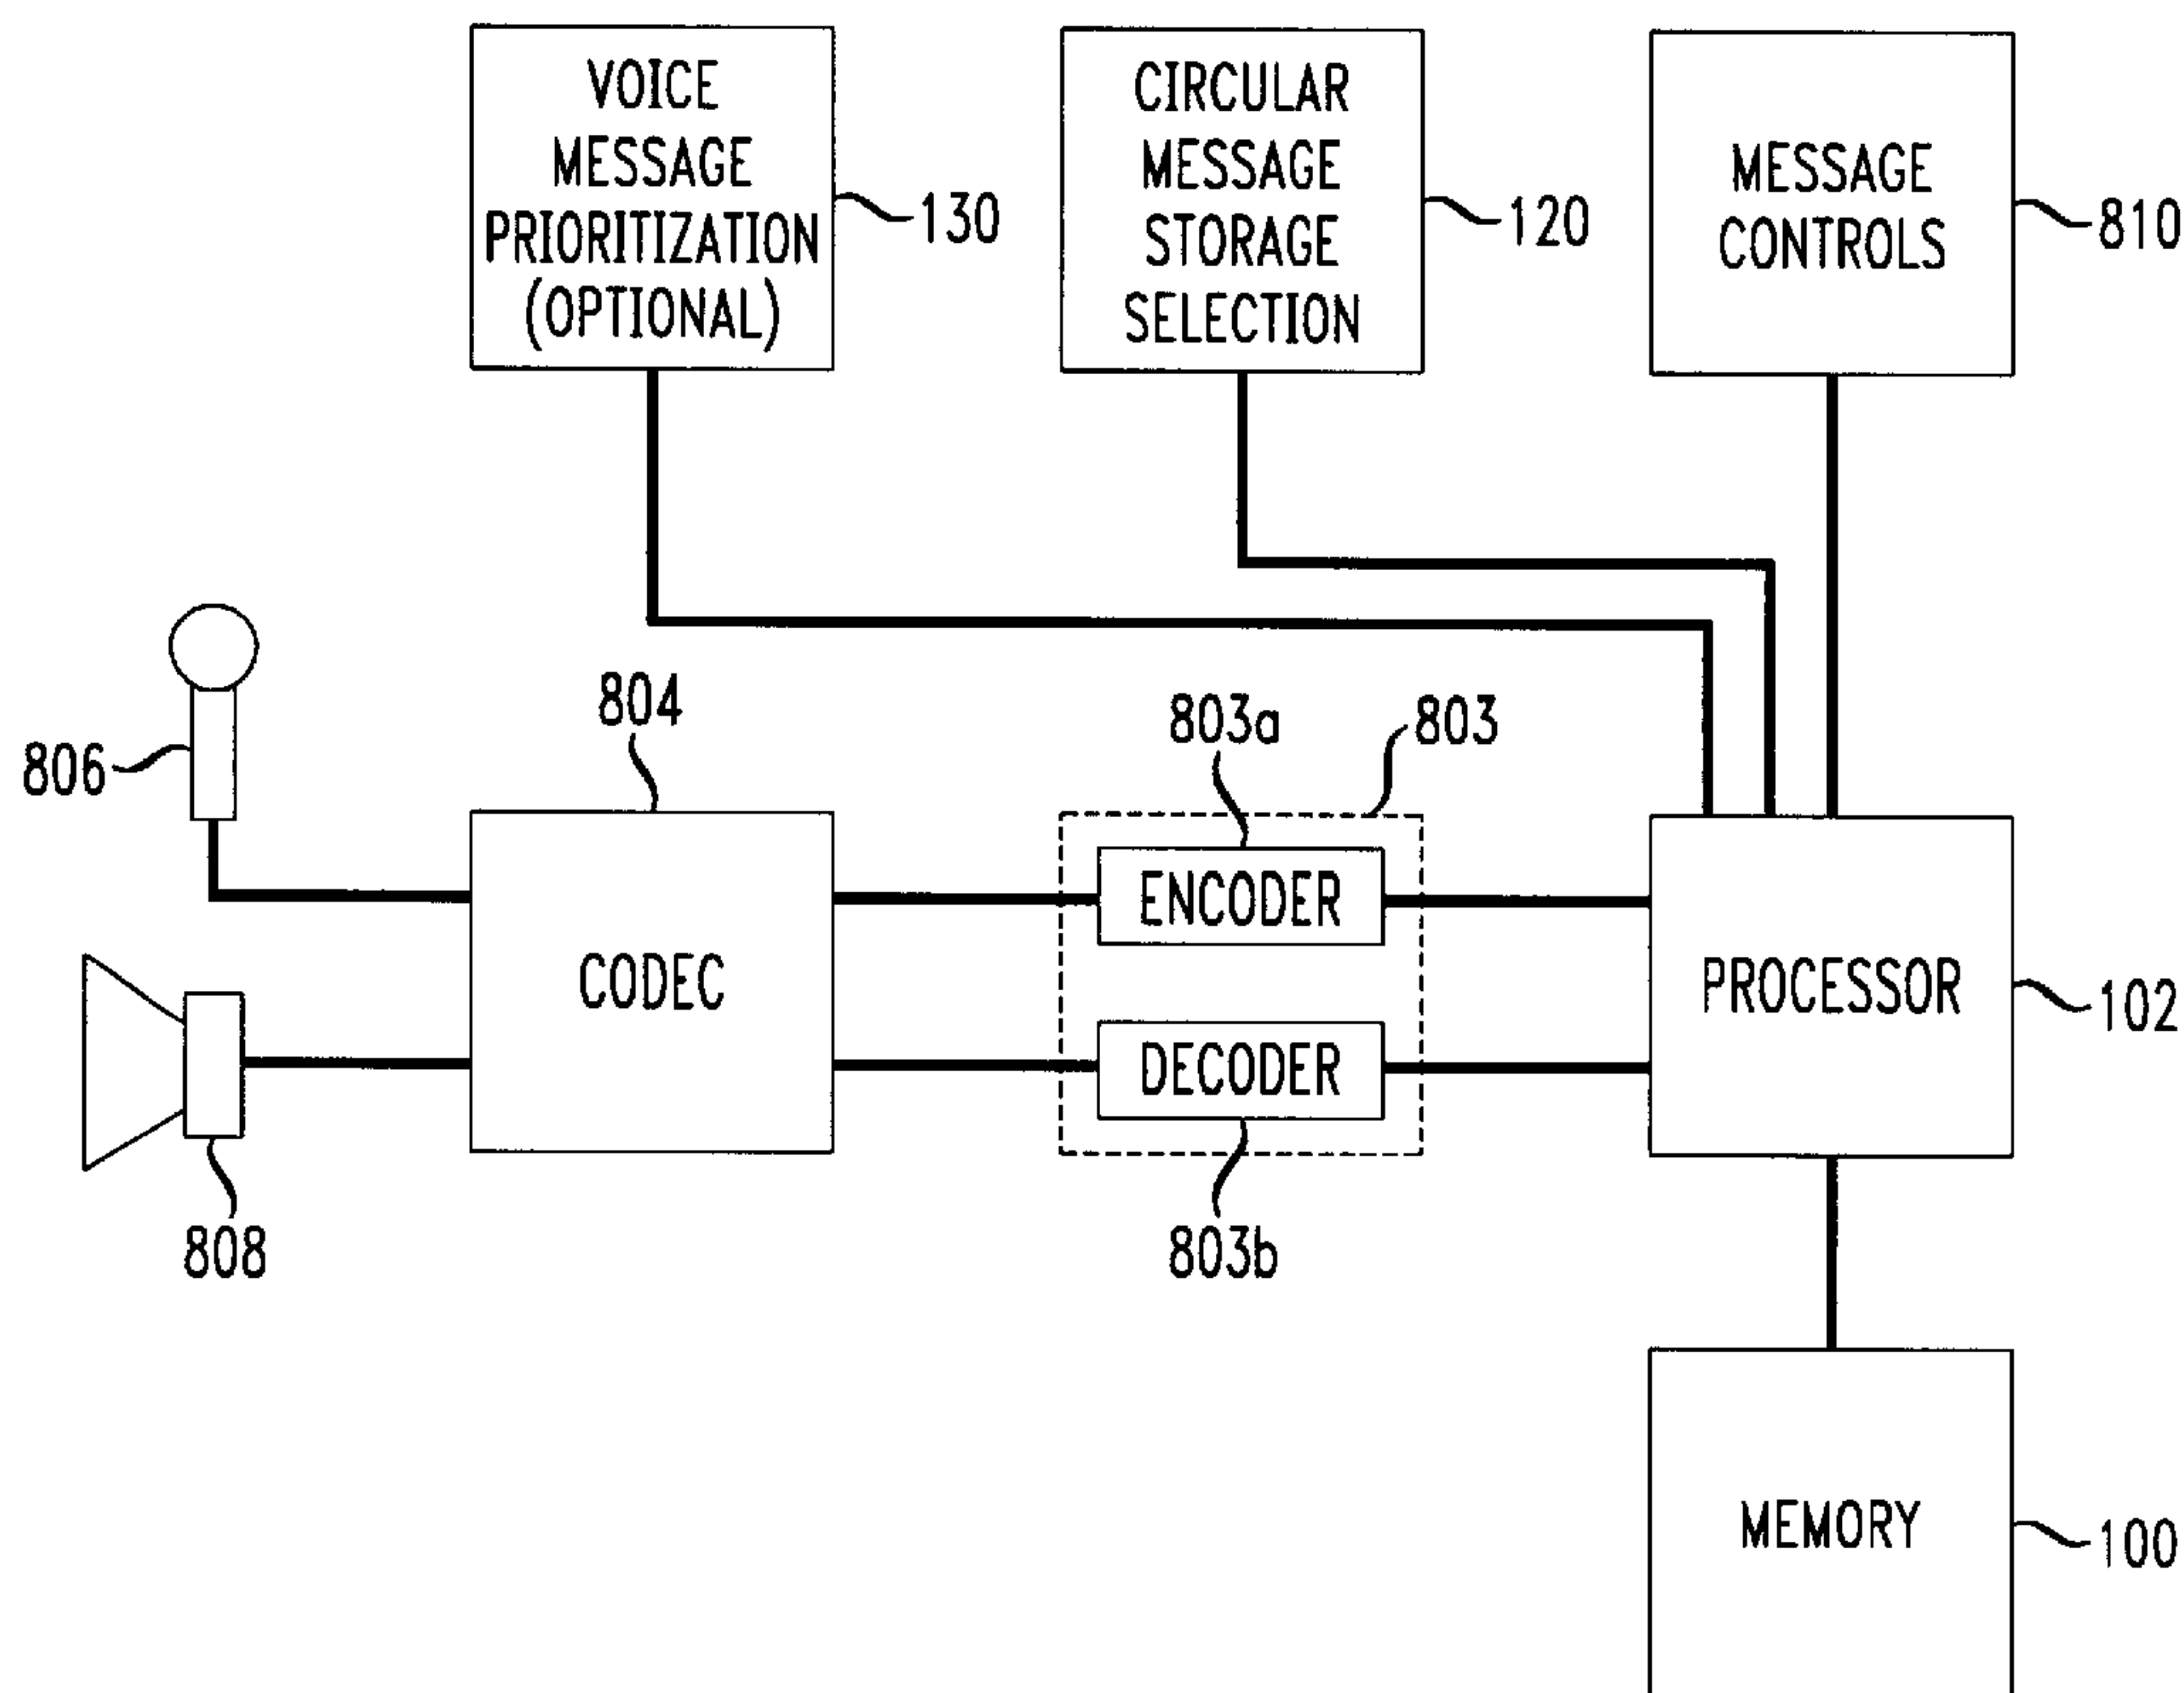 VOICE
MESSAGE
PRIORITIZATION
(OPTIONAL)
130
CIRCULAR
MESSAGE
STORAGE
SELECTION
120
MESSAGE
CONTROLS
810
806
804
803a
803
CODEC
ENCODER
DECODER
PROCESSOR
102
808
803b
MEMORY
100